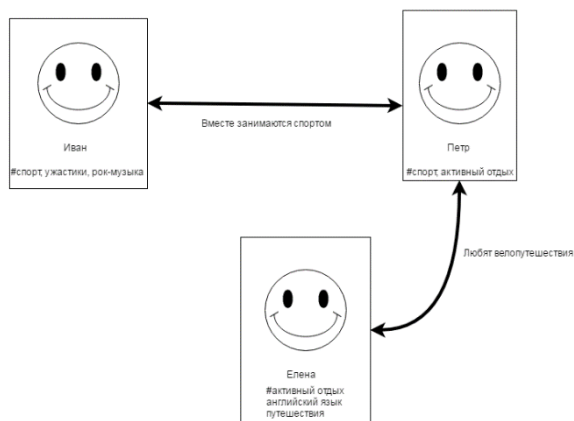 Вместе занимаются спортом
Иван
#спорт, ужастики, рок-музыка
Петр
#спорт, активный отдых
Любят велопутешествия
Елена
#активный отдых
английский язык
путешествия